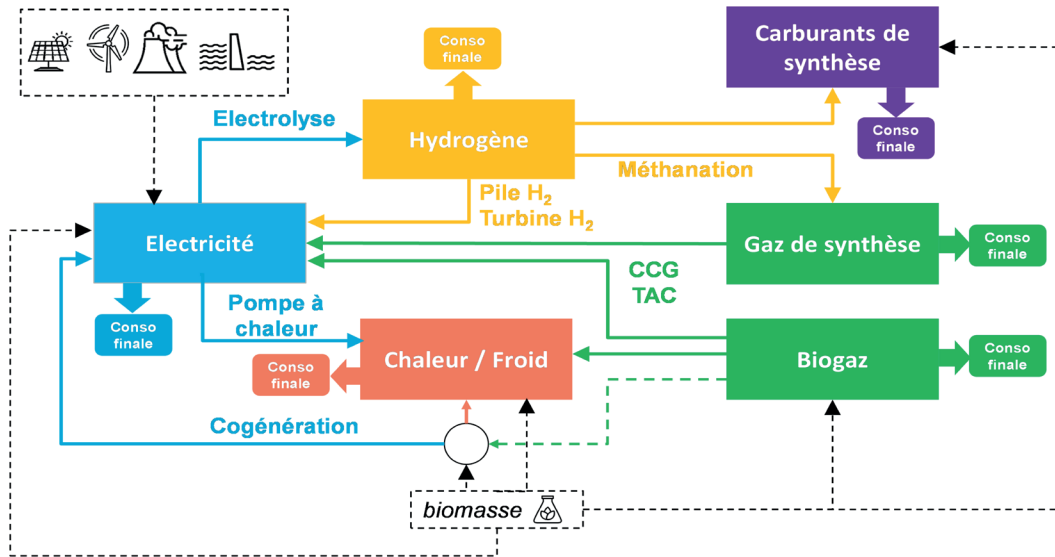 Conso
finale
Carburants de
synthèse
Electrolyse
Hydrogène
Conso
finale
Méthanation
Pile H₂
Turbine H₂
Electricité
Gaz de synthèse
Conso
finale
CCG
TAC
Pompe à
chaleur
Conso
finale
Chaleur / Froid
Conso
finale
Biogaz
Conso
finale
Cogénération
biomasse